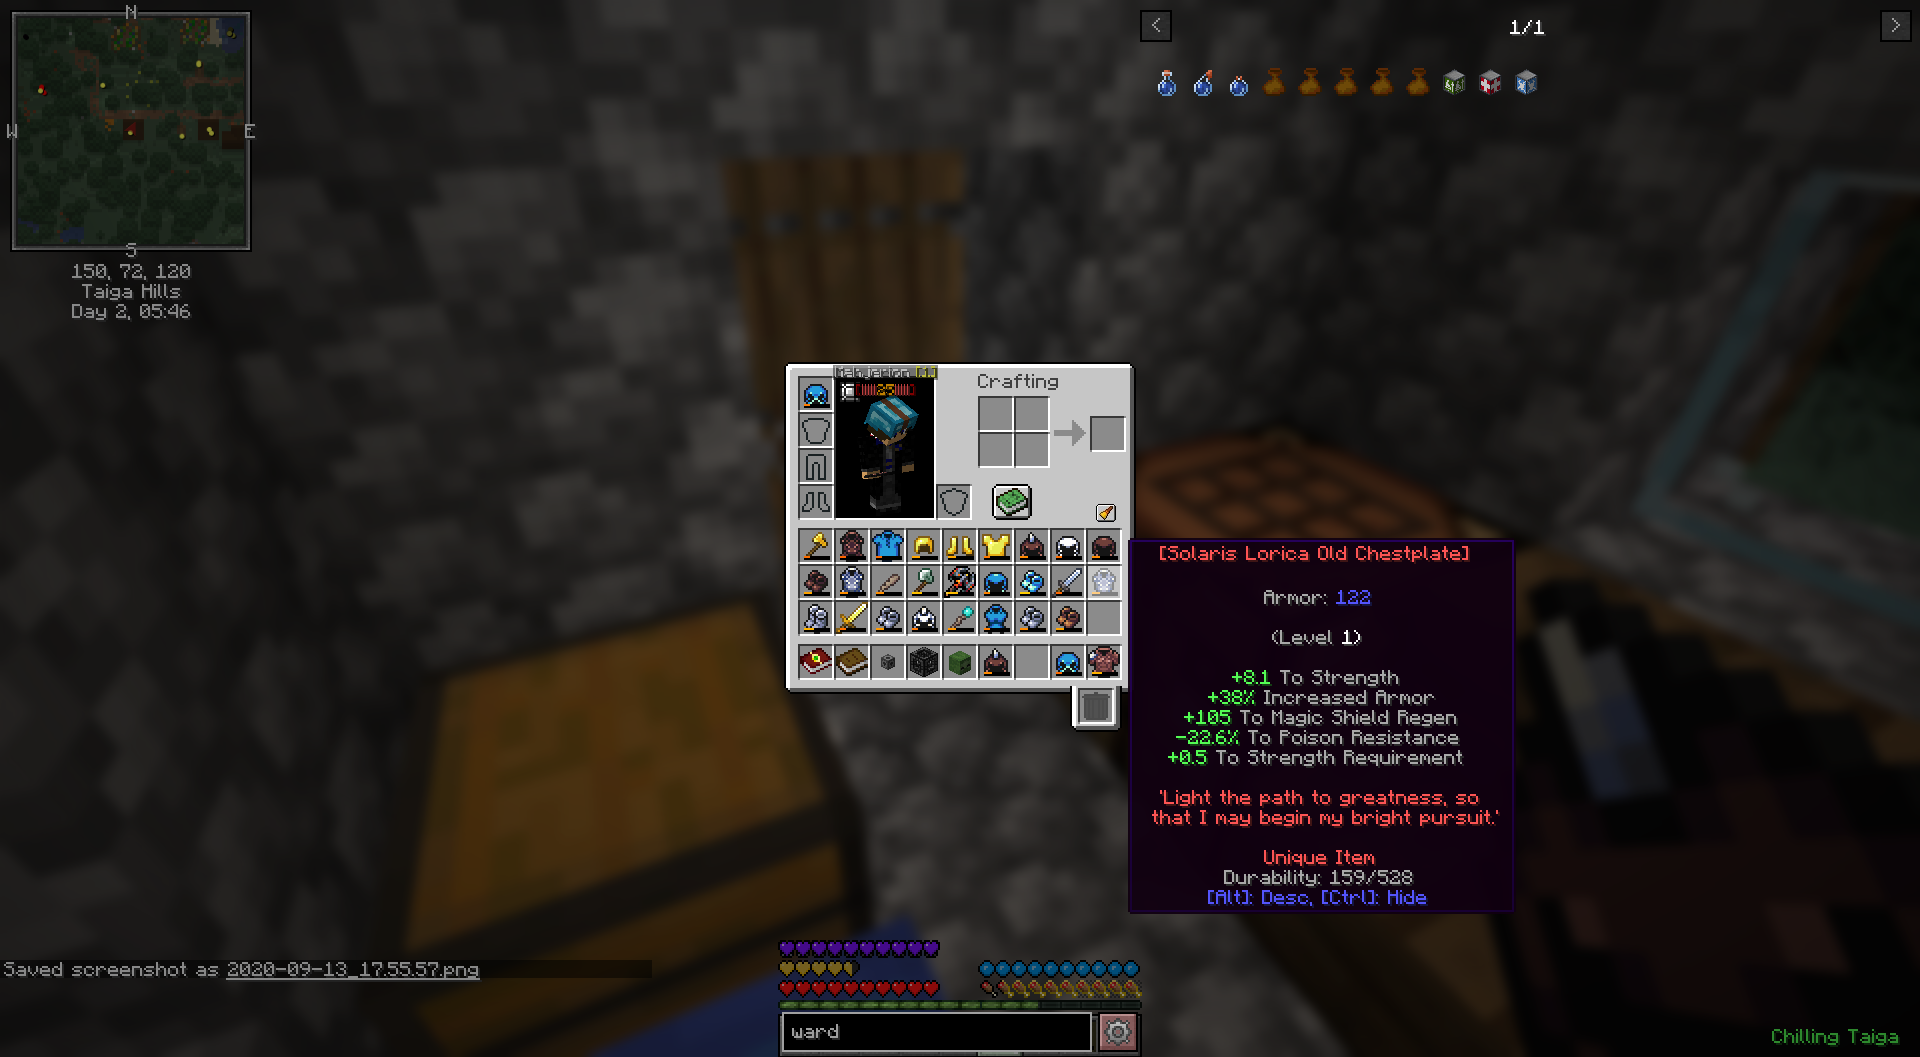 N
W
E
S
150, 72, 120
Taiga Hills
Day 2, 05:46
1/1
[1]
25
Crafting
[Solaris Lorica Old Chestplate]
Armor: 122
(Level 1)
+8.1 To Strength
+38% Increased Armor
+105 To Magic Shield Regen
-22.6% To Poison Resistance
+0.5 To Strength Requirement
'Light the path to greatness, so
that I may begin my bright pursuit.'
Unique Item
Durability: 159/528
[Alt]: Desc, [Ctrl]: Hide
Saved screenshot as 2020-09-13_17.55.57.png
ward
Chilling Taiga